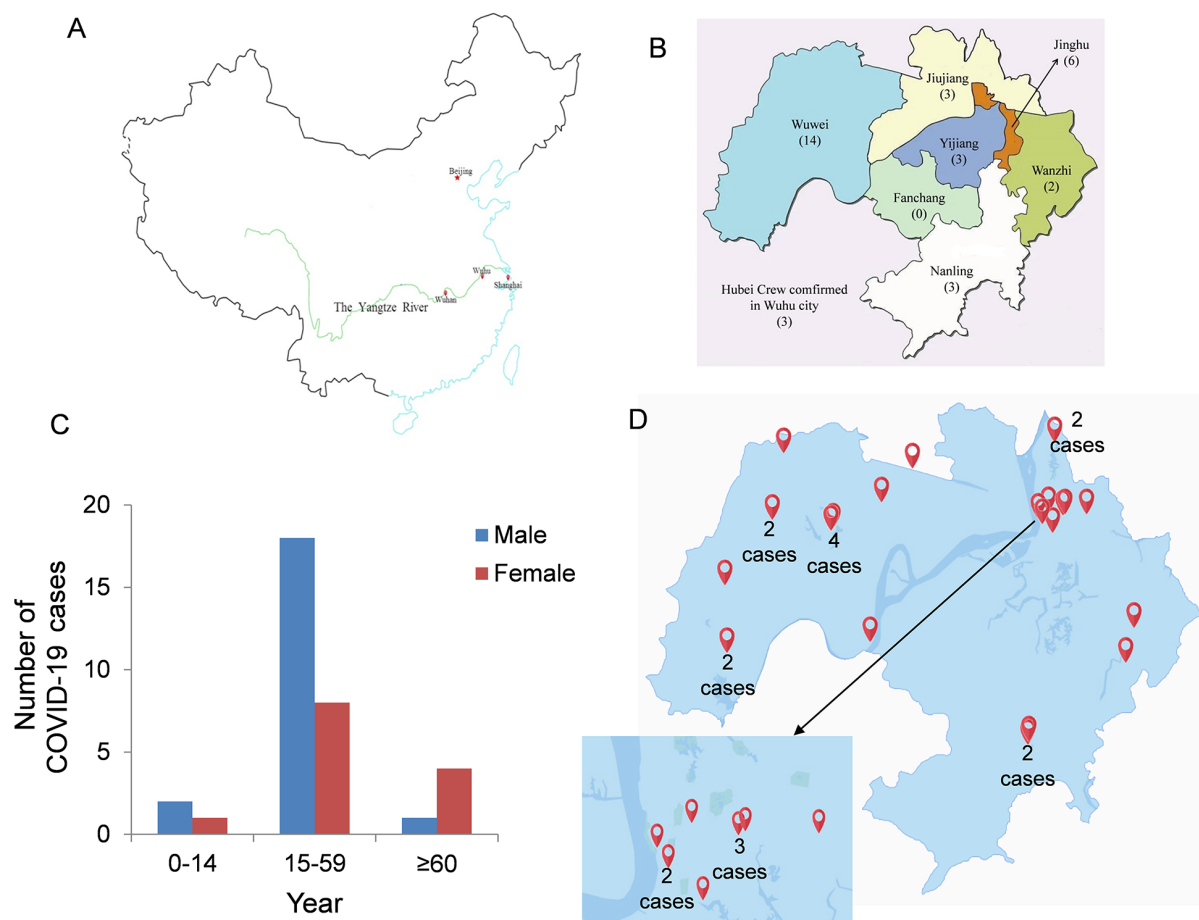 A
Beijing
Wuhu
Shanghai
Wuhan
The Yangtze River
B
Jinghu
(6)
Jiujiang
(3)
Wuwei
(14)
Yijiang
(3)
Wanzhi
(2)
Fanchang
(0)
Nanling
(3)
Hubei Crew comfirmed
in Wuhu city
(3)
C
Number of
COVID-19 cases
20
15
10
5
0
Male
Female
0-14
15-59
≥60
Year
D
2
cases
2
cases
4
cases
2
cases
2
cases
2
cases
3
cases